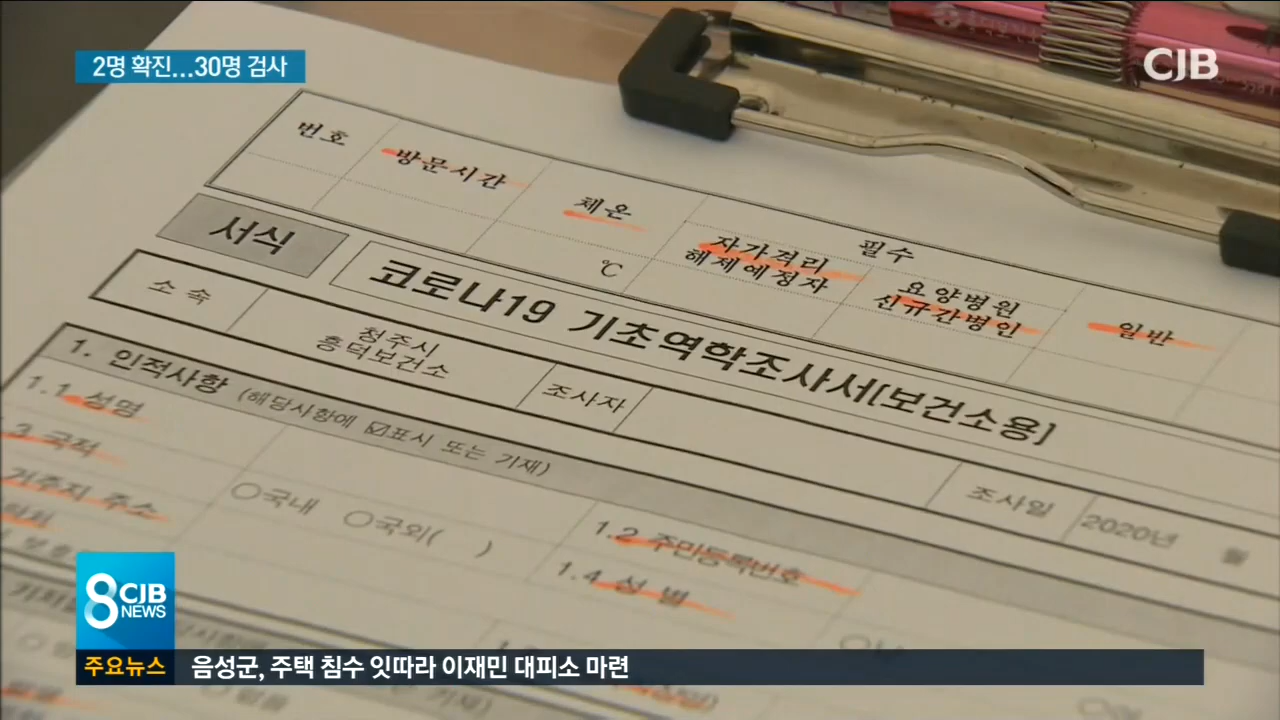 2명 확진...30명 검사
CJB
번호
방문시간
체온
필수
자가격리
해제예정자
요양병원
신규간병인
일반
℃
서식
코로나19 기초역학조사서[보건소용]
소 속
청주시
흥덕보건소
조사자
조사일
2020년 월
1. 인적사항 (해당사항에 ☑표시 또는 기재)
1.1 성명
1.2 주민등록번호
3 국적
○국내 ○국외( )
1.4 성 별
거주지 주소
8 CJB
NEWS
주요뉴스
음성군, 주택 침수 잇따라 이재민 대피소 마련